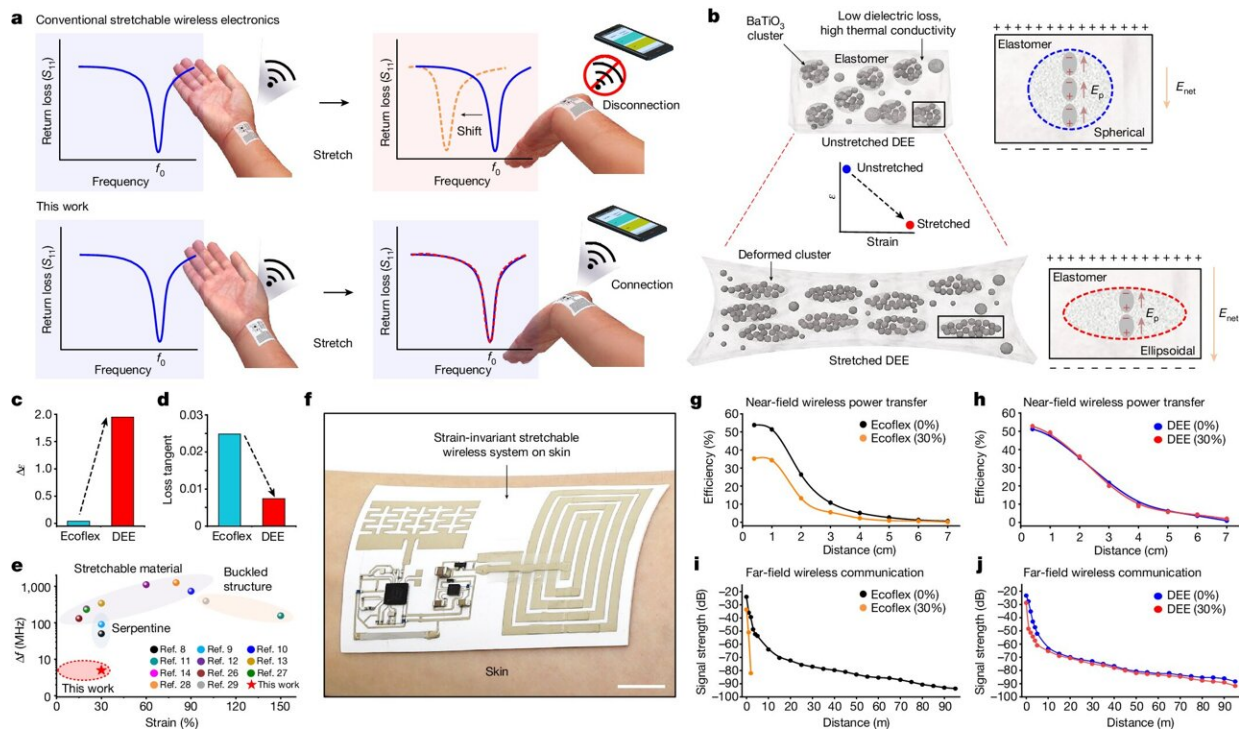 a
Conventional stretchable wireless electronics
Return loss (S11)
Frequency
f0
Stretch
Return loss (S11)
Shift
Frequency
f0
Disconnection
This work
Return loss (S11)
Frequency
f0
Stretch
Return loss (S11)
Frequency
f0
Connection
b
BaTiO3
cluster
Low dielectric loss,
high thermal conductivity
Elastomer
Unstretched DEE
+ + + + + + + + + + + + + +
Elastomer
−
+
−
+
−
+
Ep
Spherical
− − − − − − − − − −
Enet
ε
Unstretched
Stretched
Strain
Deformed cluster
Stretched DEE
+ + + + + + + + + + + + + +
Elastomer
−
+
−
+
Ep
Ellipsoidal
− − − − − − − − − −
Enet
c
Δε
2.0
1.5
1.0
0.5
0
Ecoflex
DEE
d
Loss tangent
0.03
0.02
0.01
0
Ecoflex
DEE
e
Δf (MHz)
1,000
100
10
5
0
Stretchable material
Buckled
structure
Serpentine
This work
Ref. 8
Ref. 9
Ref. 10
Ref. 11
Ref. 12
Ref. 13
Ref. 14
Ref. 26
Ref. 27
Ref. 28
Ref. 29
This work
0
50
100
150
Strain (%)
f
Strain-invariant stretchable
wireless system on skin
Skin
g
Near-field wireless power transfer
Efficiency (%)
60
50
40
30
20
10
0
Ecoflex (0%)
Ecoflex (30%)
0 1 2 3 4 5 6 7
Distance (cm)
h
Near-field wireless power transfer
Efficiency (%)
60
50
40
30
20
10
0
DEE (0%)
DEE (30%)
0 1 2 3 4 5 6 7
Distance (cm)
i
Far-field wireless communication
Signal strength (dB)
−20
−30
−40
−50
−60
−70
−80
−90
−100
Ecoflex (0%)
Ecoflex (30%)
0 10 20 30 40 50 60 70 80 90
Distance (m)
j
Far-field wireless communication
Signal strength (dB)
−20
−30
−40
−50
−60
−70
−80
−90
−100
DEE (0%)
DEE (30%)
0 10 20 30 40 50 60 70 80 90
Distance (m)